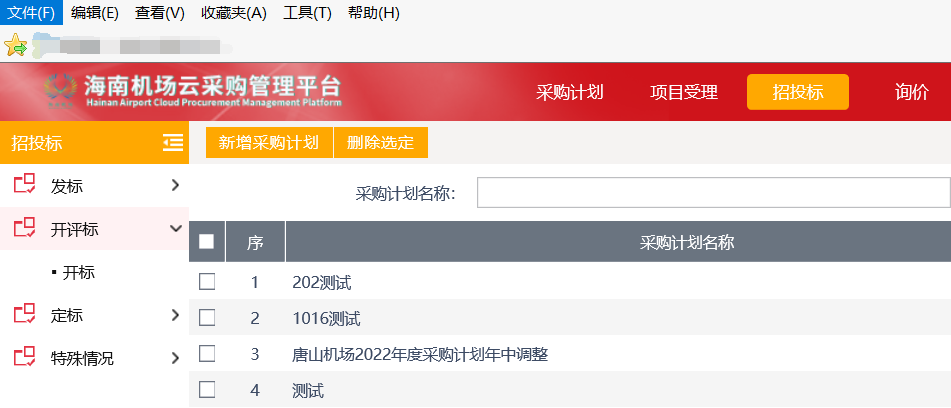 文件(F) 编辑(E) 查看(V) 收藏夹(A) 工具(T) 帮助(H)
海南机场云采购管理平台
Hainan Airport Cloud Procurement Management Platform
采购计划 项目受理 招投标 询价
招投标
新增采购计划 删除选定
发标
采购计划名称:
开评标
序 采购计划名称
开标
1 202测试
定标
2 1016测试
特殊情况
3 唐山机场2022年度采购计划年中调整
4 测试